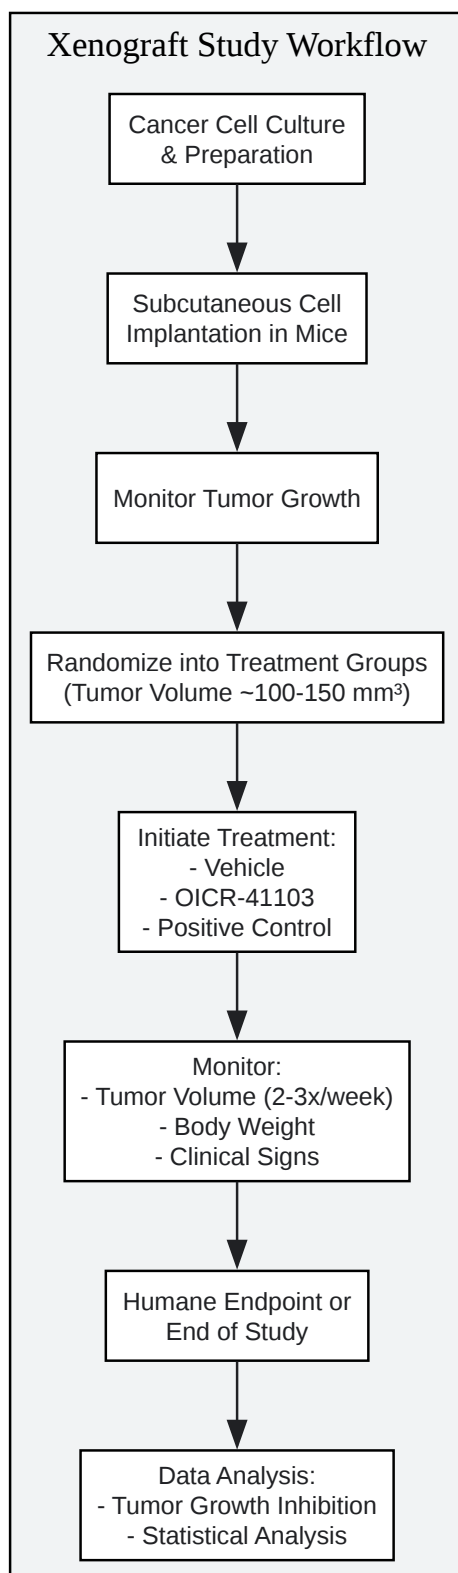 Xenograft Study Workflow
Cancer Cell Culture
& Preparation
Subcutaneous Cell
Implantation in Mice
Monitor Tumor Growth
Randomize into Treatment Groups
(Tumor Volume ~100-150 mm³)
Initiate Treatment:
- Vehicle
- OICR-41103
- Positive Control
Monitor:
- Tumor Volume (2-3x/week)
- Body Weight
- Clinical Signs
Humane Endpoint or
End of Study
Data Analysis:
- Tumor Growth Inhibition
- Statistical Analysis